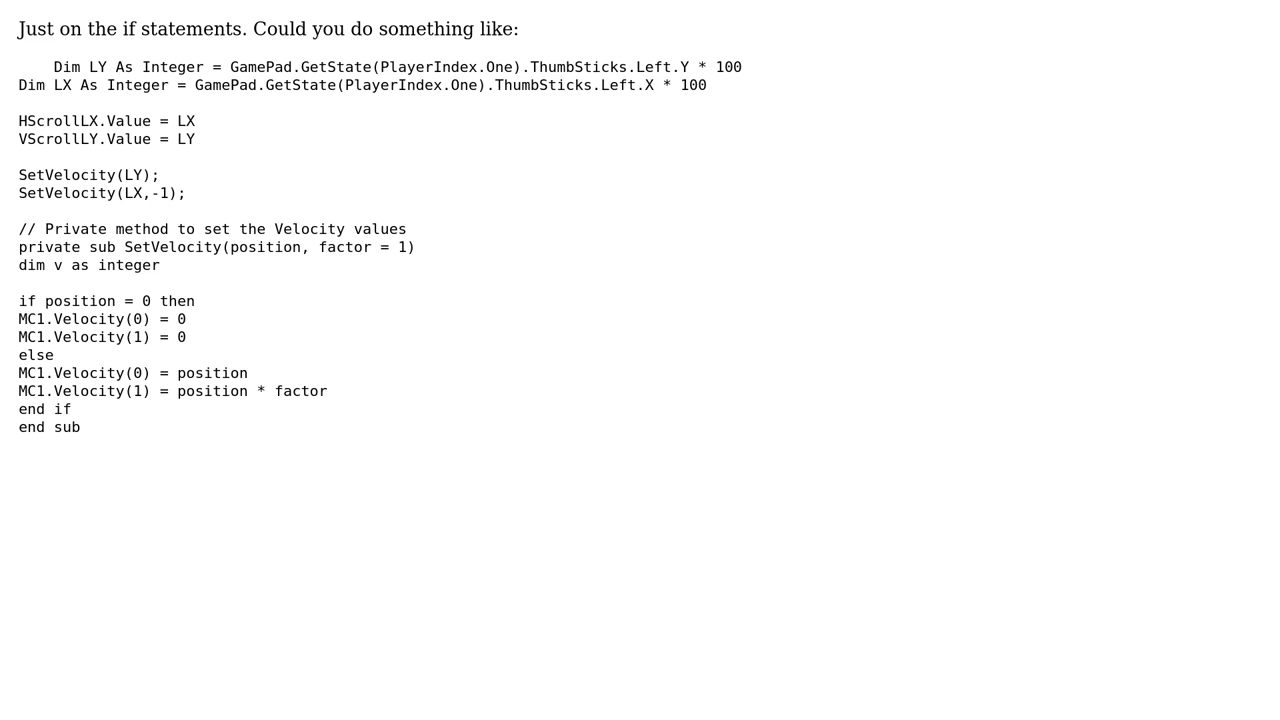 Just on the if statements. Could you do something like:
Dim LY As Integer = GamePad.GetState(PlayerIndex.One).ThumbSticks.Left.Y * 100
Dim LX As Integer = GamePad.GetState(PlayerIndex.One).ThumbSticks.Left.X * 100
HScrollLX.Value = LX
VScrollLY.Value = LY
SetVelocity(LY);
SetVelocity(LX,-1);
// Private method to set the Velocity values
private sub SetVelocity(position, factor = 1)
dim v as integer
if position = 0 then
MC1.Velocity(0) = 0
MC1.Velocity(1) = 0
else
MC1.Velocity(0) = position
MC1.Velocity(1) = position * factor
end if
end sub